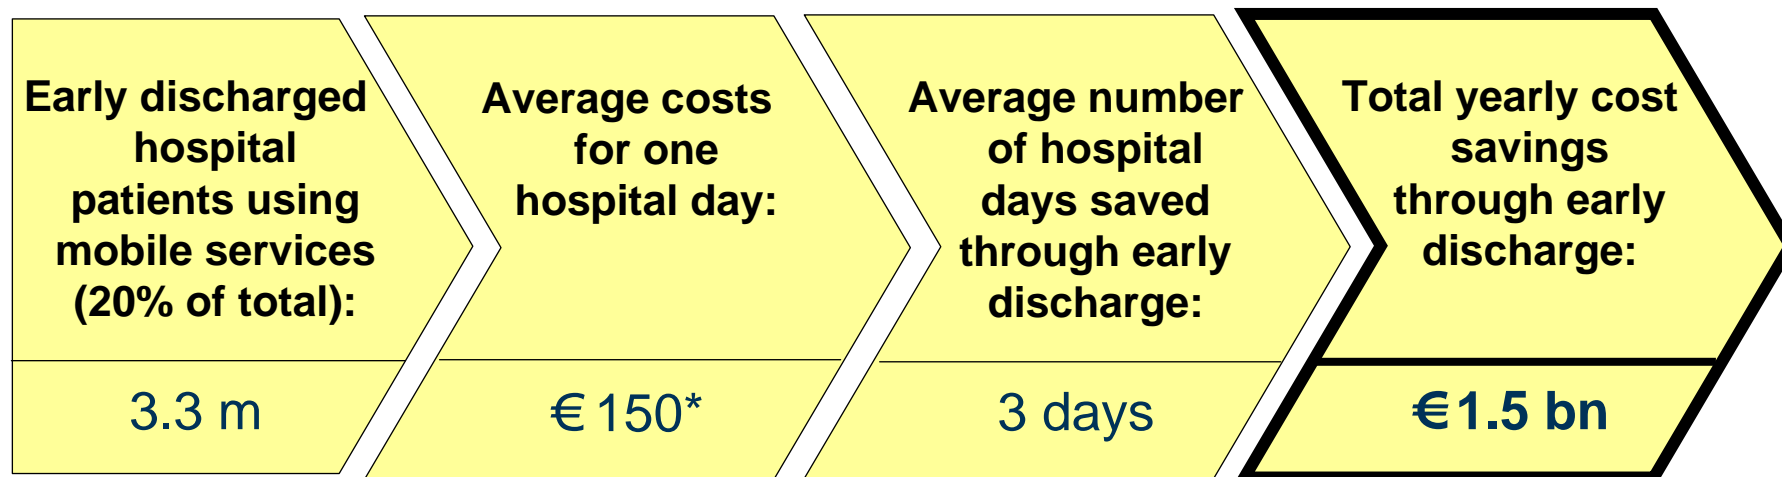 Early discharged
hospital
patients using
mobile services
(20% of total):
3.3 m
Average costs
for one
hospital day:
€ 150*
Average number
of hospital
days saved
through early
discharge:
3 days
Total yearly cost
savings
through early
discharge:
€ 1.5 bn